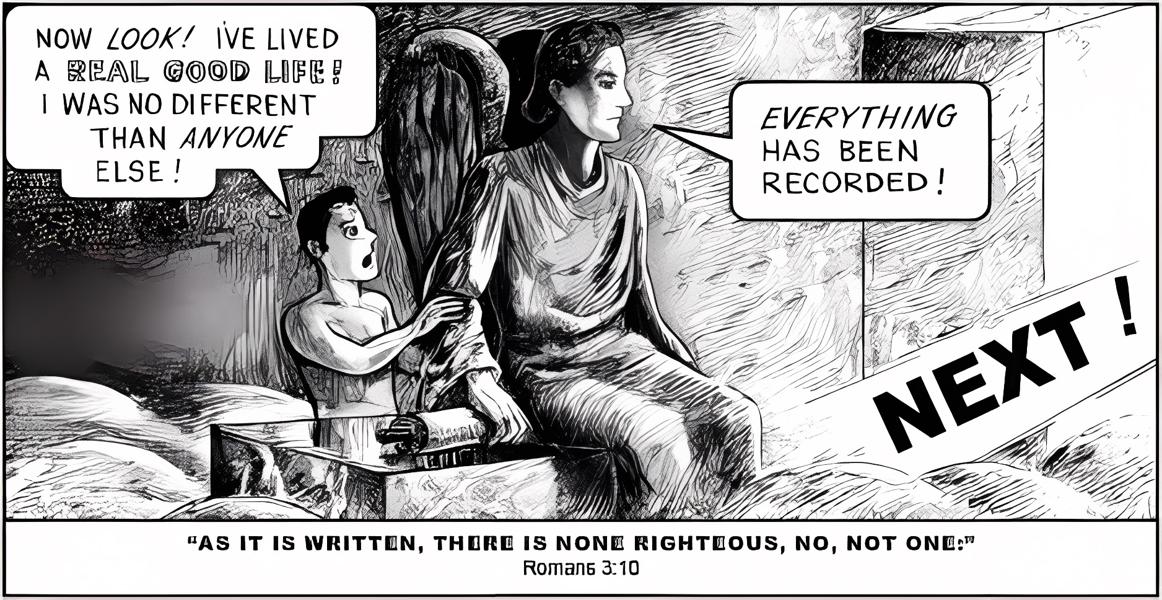 NOW LOOK! I'VE LIVED
A REAL GOOD LIFE!
I WAS NO DIFFERENT
THAN ANYONE
ELSE!
EVERYTHING
HAS BEEN
RECORDED!
NEXT!
"AS IT IS WRITTEN, THERE IS NONE RIGHTEOUS, NO, NOT ONE:"
Romans 3:10